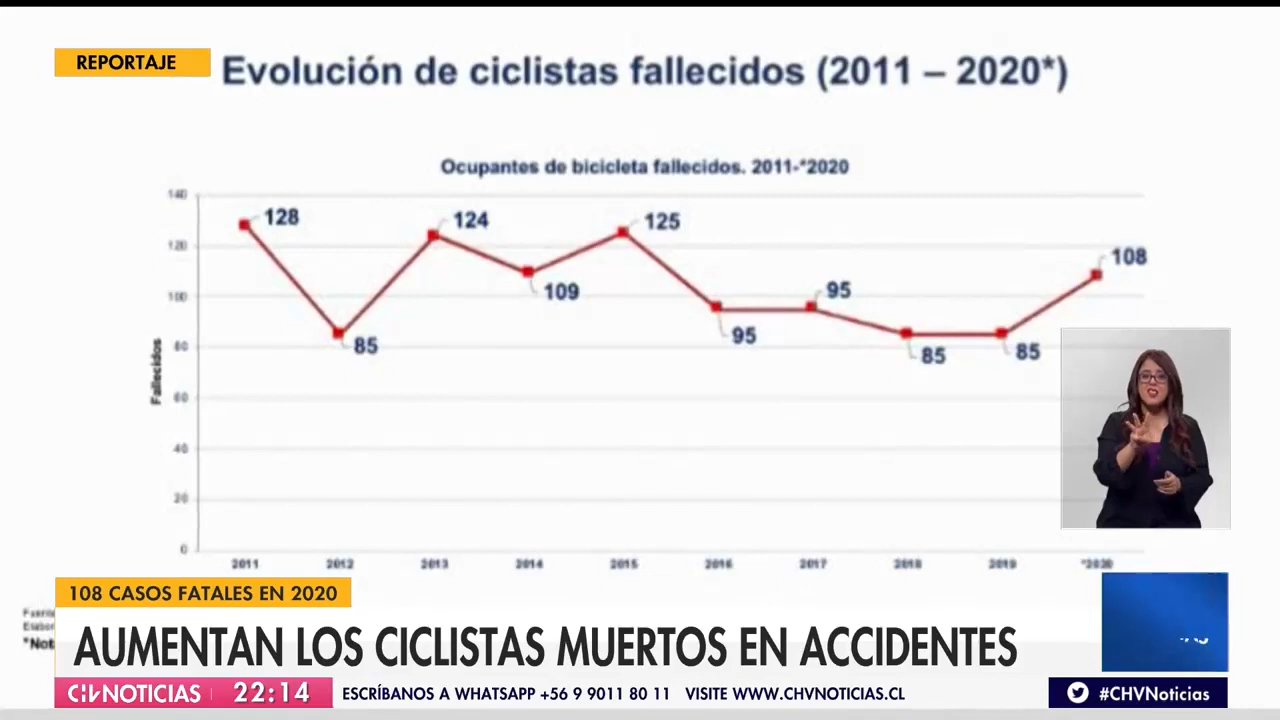 REPORTAJE
Evolución de ciclistas fallecidos (2011 – 2020*)
Ocupantes de bicicleta fallecidos. 2011-*2020
Fallecidos
140
120
100
80
60
40
20
0
128
85
124
109
125
95
95
85
85
108
2011
2012
2013
2014
2015
2016
2017
2018
2019
*2020
108 CASOS FATALES EN 2020
*Not
AUMENTAN LOS CICLISTAS MUERTOS EN ACCIDENTES
CHVNOTICIAS
22:14
ESCRÍBANOS A WHATSAPP +56 9 9011 80 11 VISITE WWW.CHVNOTICIAS.CL
#CHVNoticias